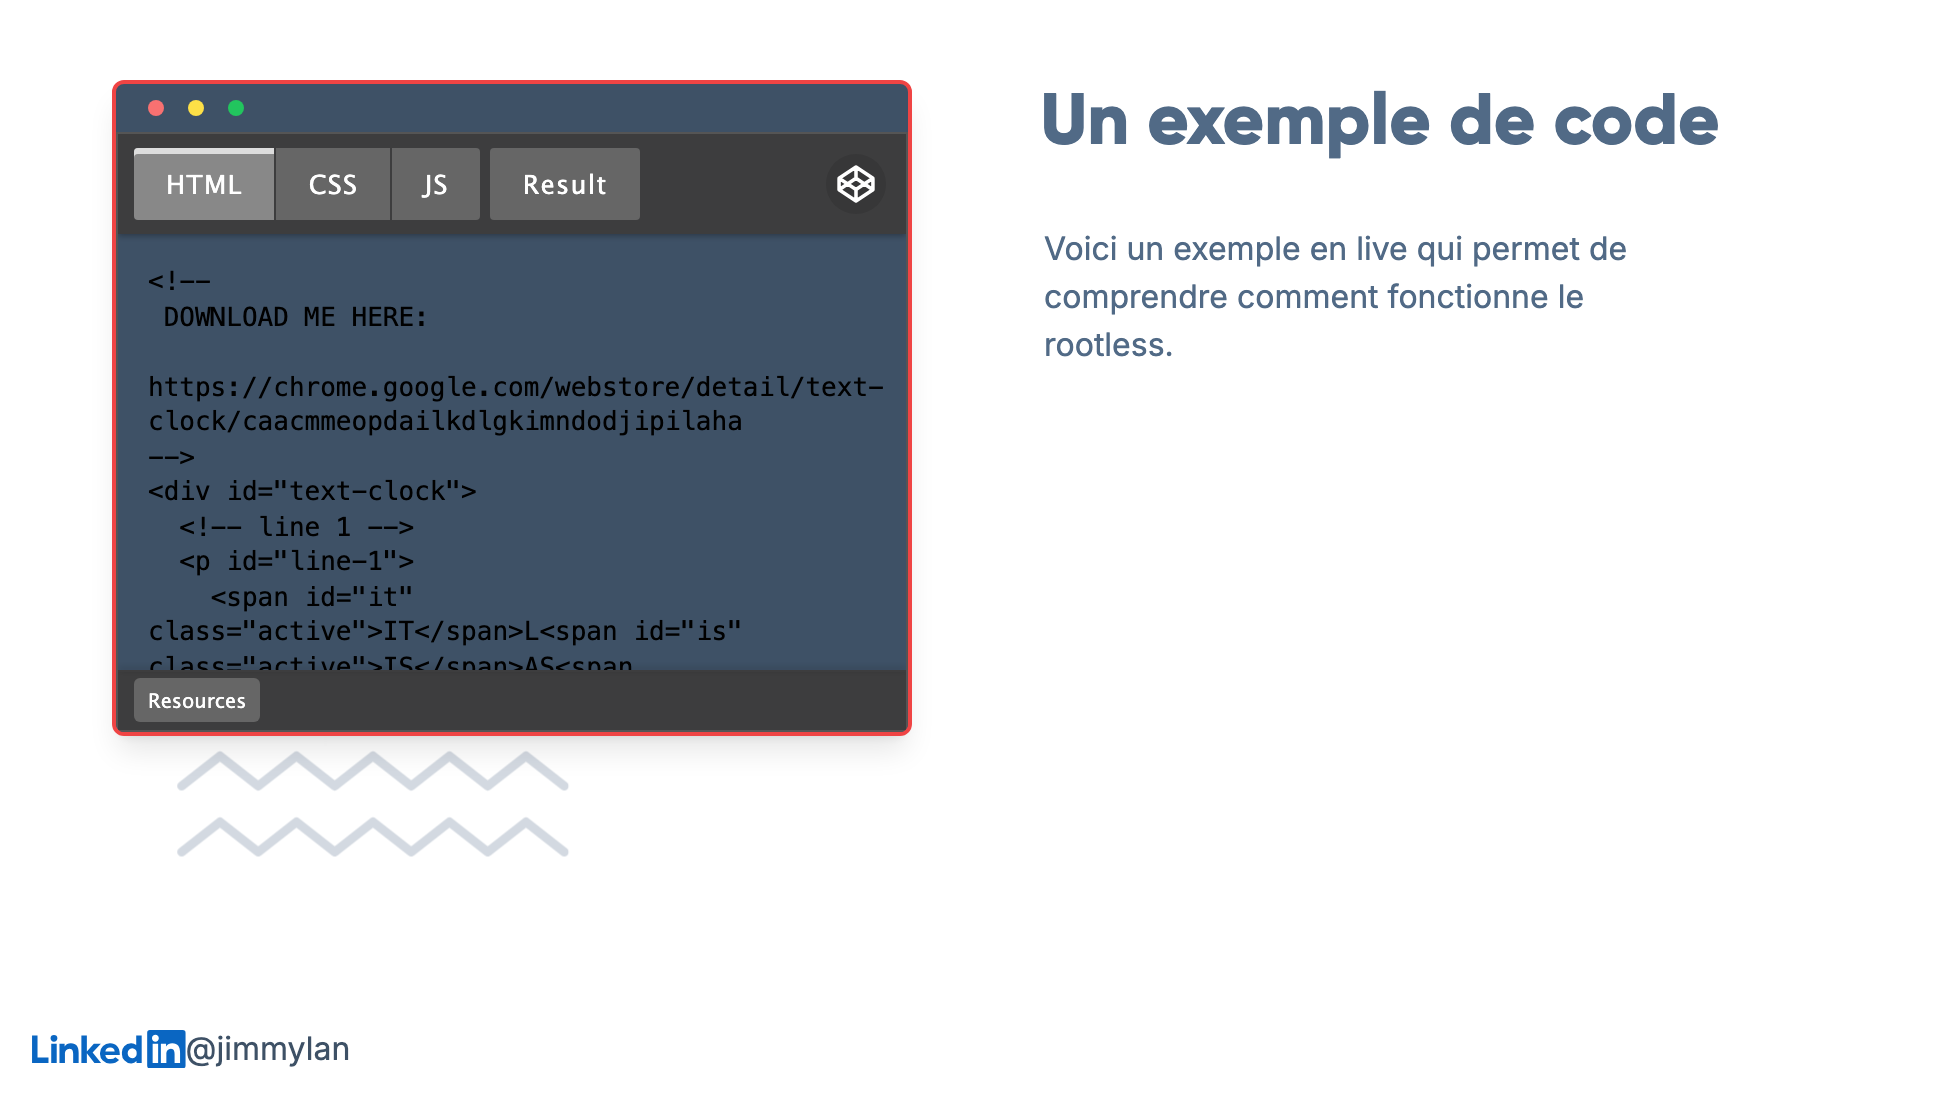 HTML CSS JS Result
<!--
DOWNLOAD ME HERE:
https://chrome.google.com/webstore/detail/text-
clock/caacmmeopdailkdlgkimndodjipilaha
-->
<div id="text-clock">
<!-- line 1 -->
<p id="line-1">
<span id="it"
class="active">IT</span>L<span id="is"
class="active">IS</span>AS<span
Resources
Un exemple de code
Voici un exemple en live qui permet de
comprendre comment fonctionne le
rootless.
LinkedIn@jimmylan